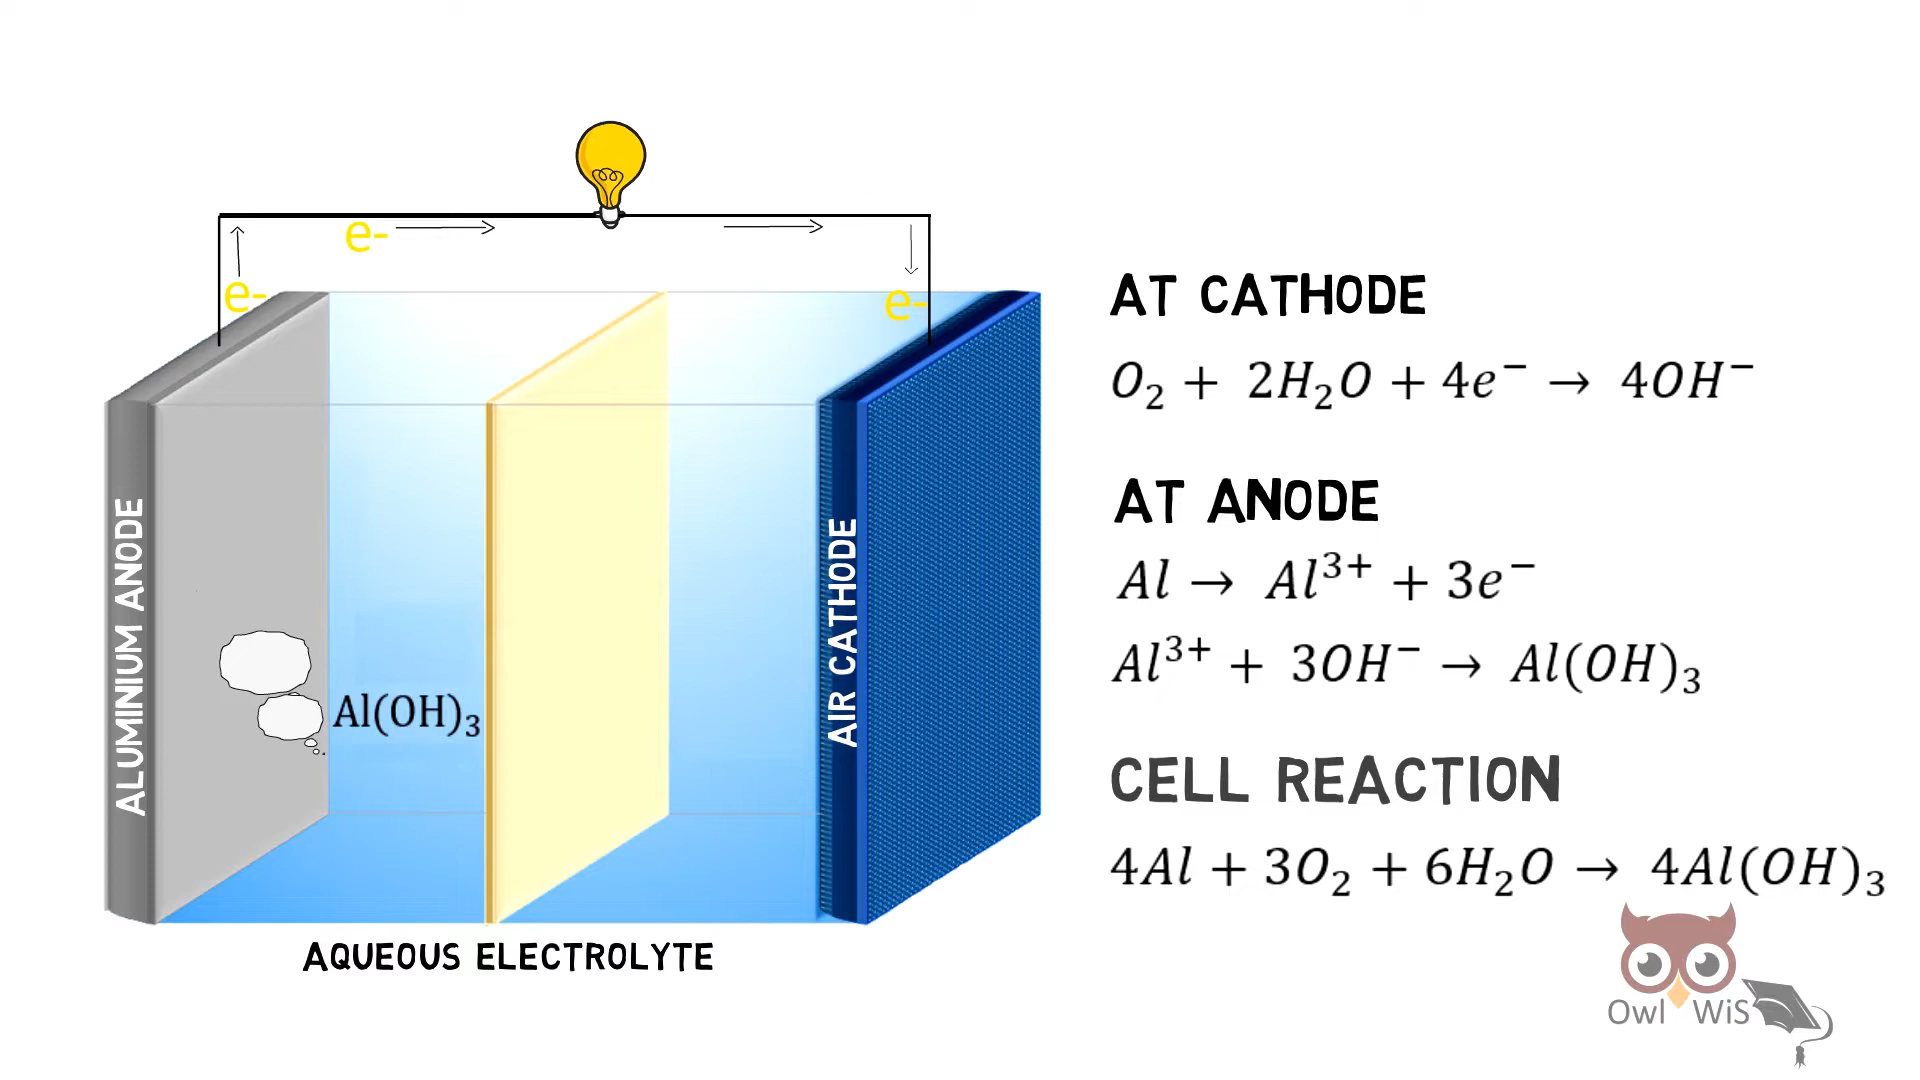 e-
e-
e-
ALUMINIUM ANODE
Al(OH)₃
AIR CATHODE
AQUEOUS ELECTROLYTE
AT CATHODE
O₂ + 2H₂O + 4e⁻ → 4OH⁻
AT ANODE
Al → Al³⁺ + 3e⁻
Al³⁺ + 3OH⁻ → Al(OH)₃
CELL REACTION
4Al + 3O₂ + 6H₂O → 4Al(OH)₃
Owl WiS